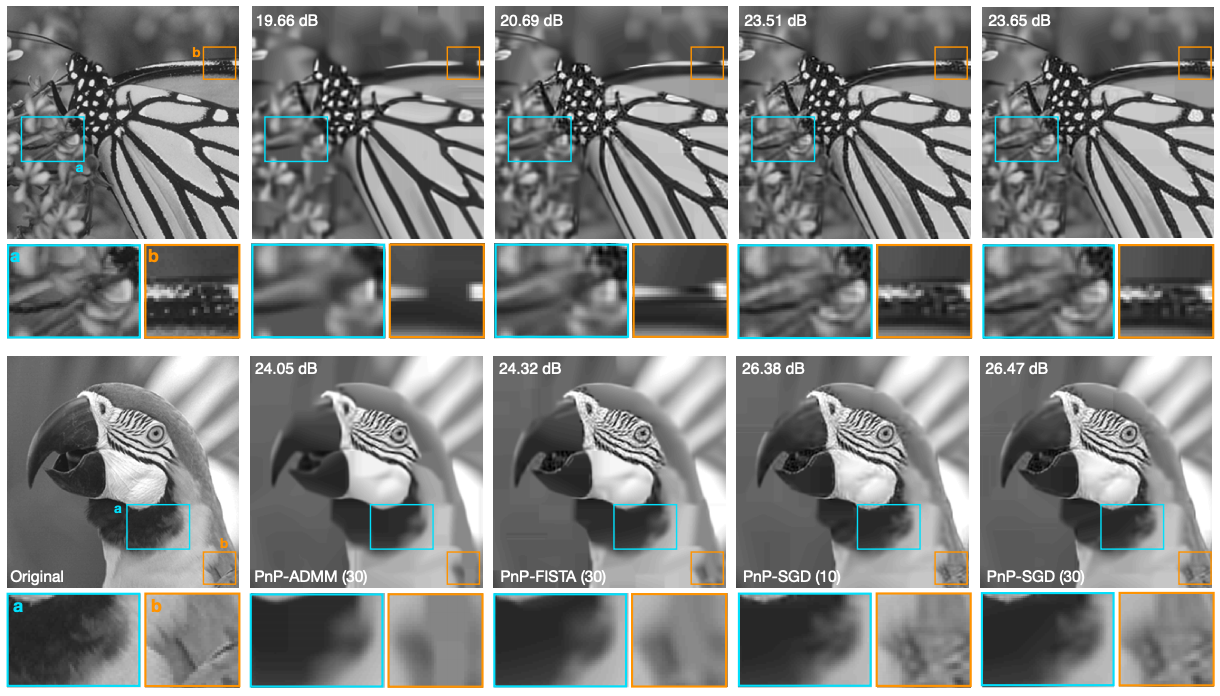 19.66 dB
20.69 dB
23.51 dB
23.65 dB
b
a
a
b
24.05 dB
24.32 dB
26.38 dB
26.47 dB
a
b
Original
PnP-ADMM (30)
PnP-FISTA (30)
PnP-SGD (10)
PnP-SGD (30)
a
b